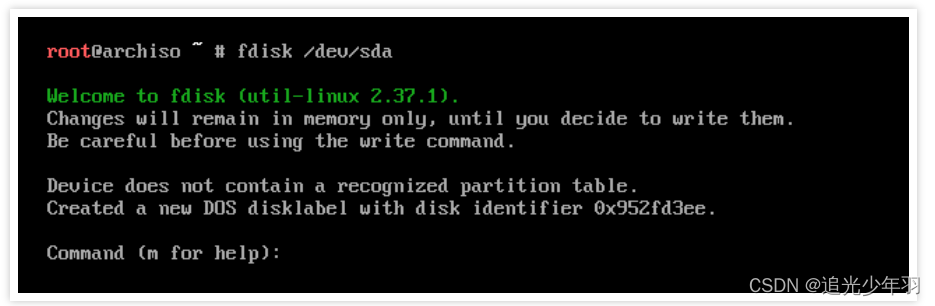 root@archiso ~ # fdisk /dev/sda
Welcome to fdisk (util-linux 2.37.1).
Changes will remain in memory only, until you decide to write them.
Be careful before using the write command.
Device does not contain a recognized partition table.
Created a new DOS disklabel with disk identifier 0x952fd3ee.
Command (m for help):
CSDN @追光少年羽